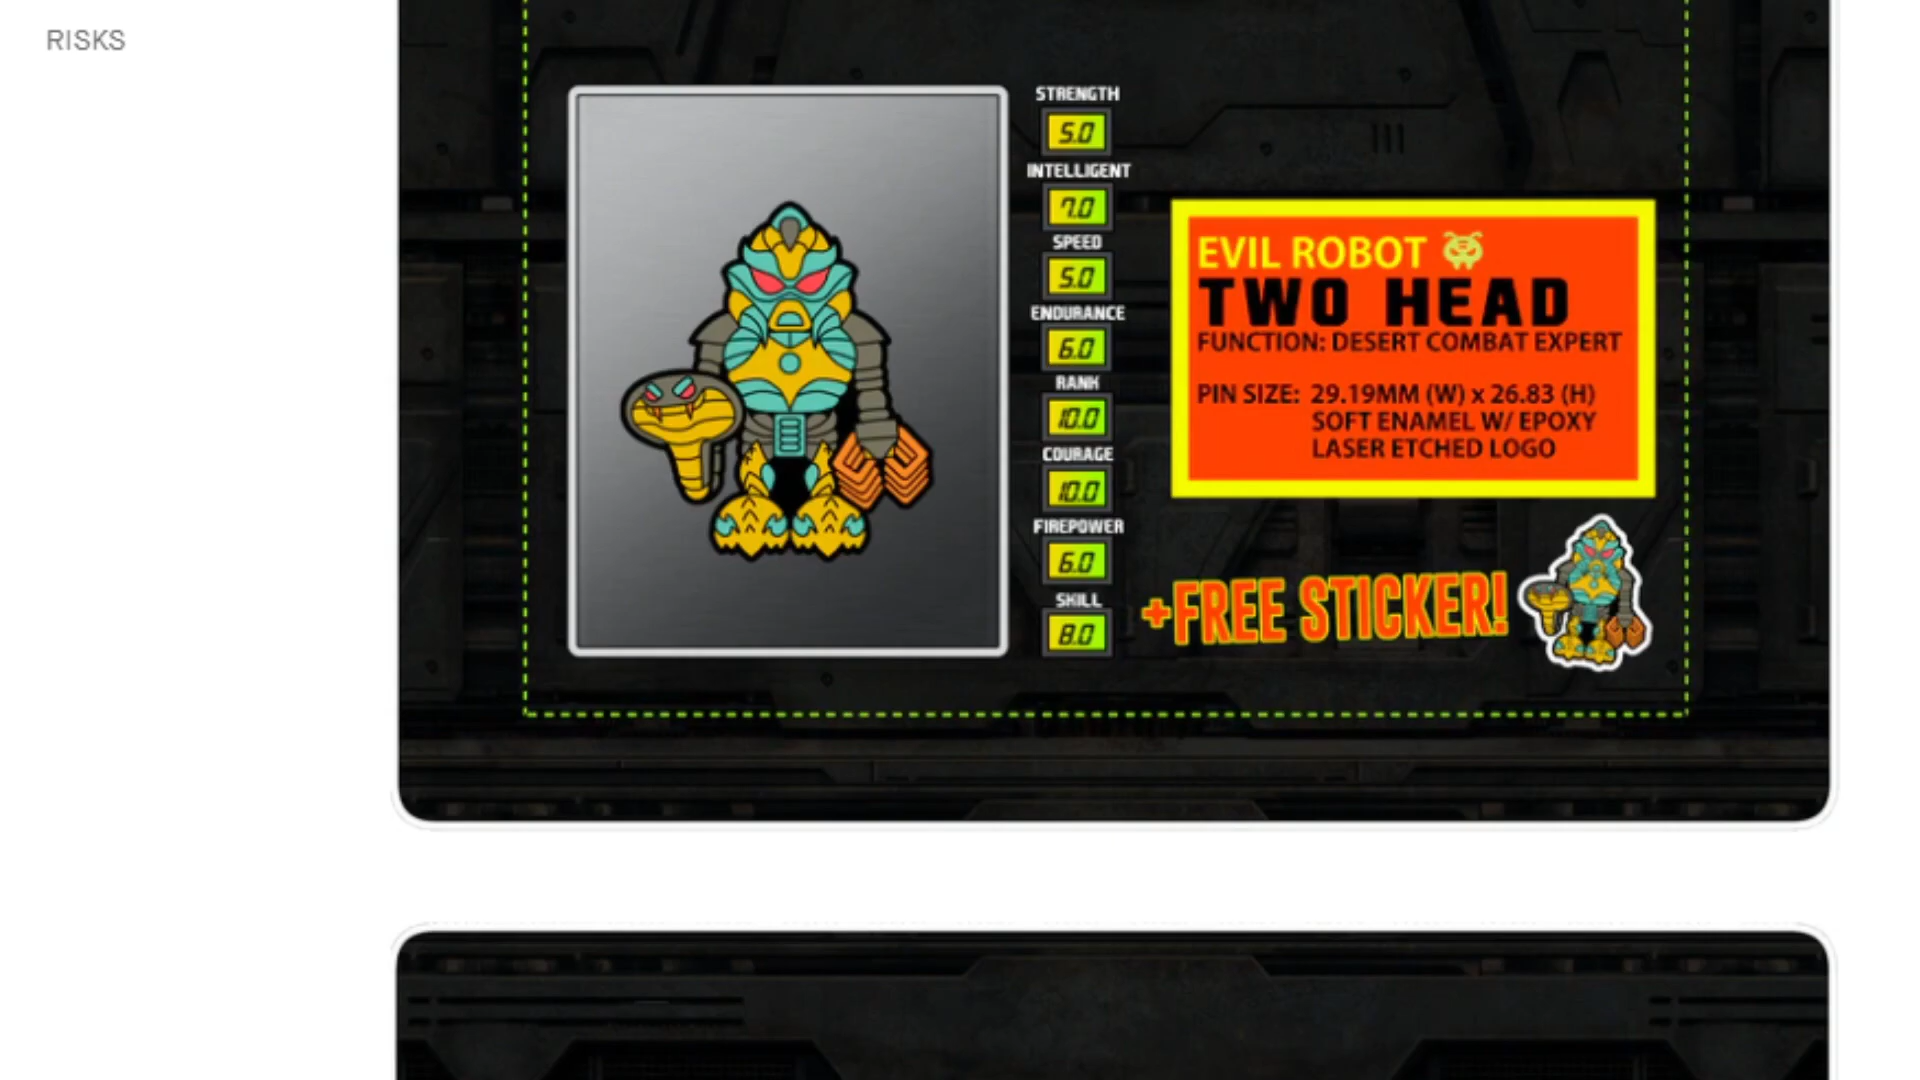 RISKS
STRENGTH
5.0
INTELLIGENT
7.0
SPEED
5.0
ENDURANCE
6.0
RANK
10.0
COURAGE
10.0
FIREPOWER
6.0
SKILL
8.0
EVIL ROBOT
TWO HEAD
FUNCTION: DESERT COMBAT EXPERT
PIN SIZE: 29.19MM (W) x 26.83 (H)
SOFT ENAMEL W/ EPOXY
LASER ETCHED LOGO
+FREE STICKER!